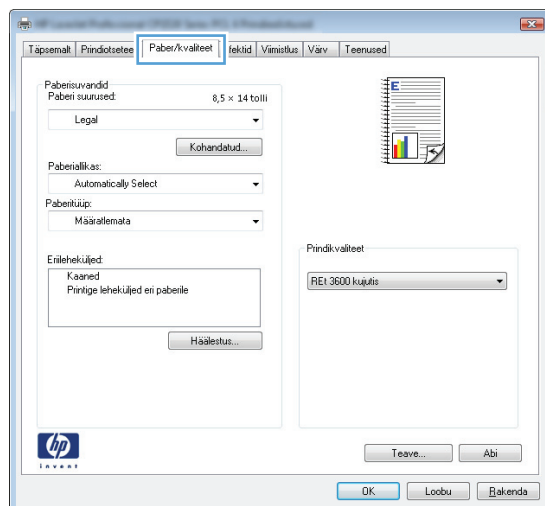 Täpsemalt Prindiotsetee Paber/kvaliteet fektid Viimistlus Värv Teenused
Paberisuvandid
Paberi suurused: 8,5 × 14 tolli
Legal
Kohandatud...
Paberiallikas:
Automatically Select
Paberitüüp:
Määratlemata
Erileheküljed:
Kaaned
Printige leheküljed eri paberile
Häälestus...
E
Prindikvaliteet
REt 3600 kujutis
hp
invent
Teave... Abi
OK Loobu Rakenda